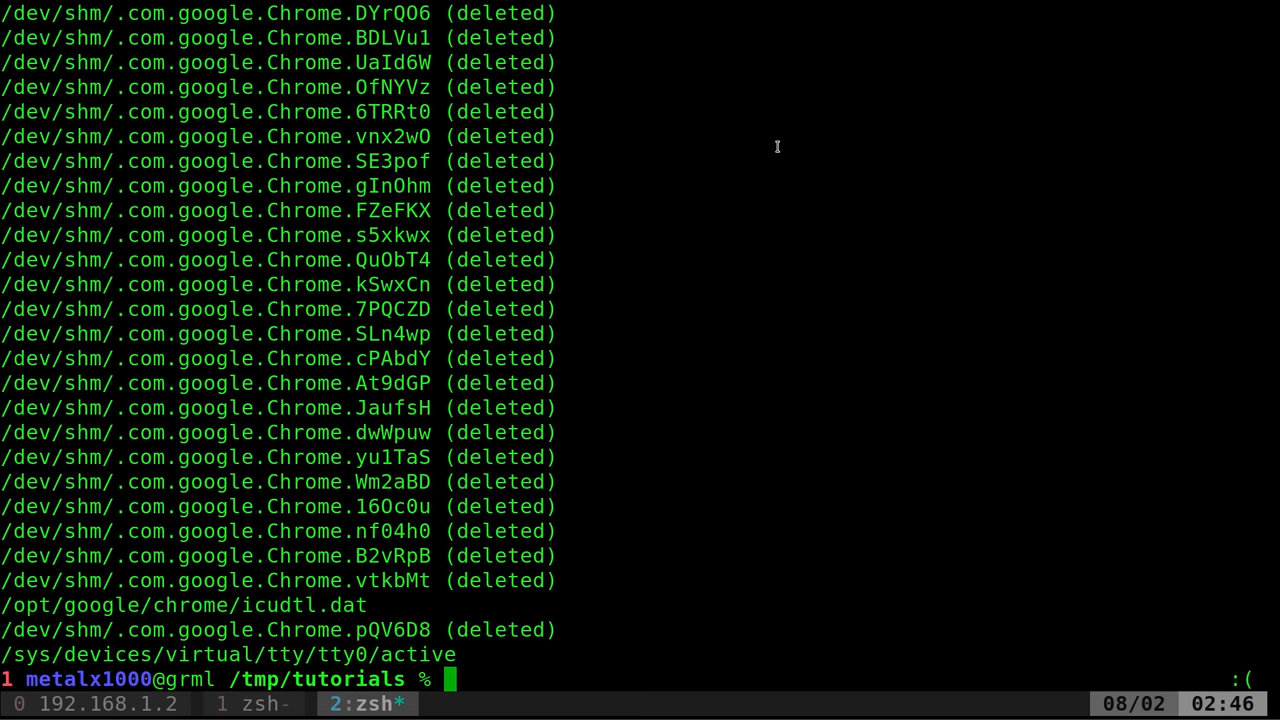 /dev/shm/.com.google.Chrome.DYrQO6 (deleted)
/dev/shm/.com.google.Chrome.BDLVu1 (deleted)
/dev/shm/.com.google.Chrome.UaId6W (deleted)
/dev/shm/.com.google.Chrome.OfNYVz (deleted)
/dev/shm/.com.google.Chrome.6TRRt0 (deleted)
/dev/shm/.com.google.Chrome.vnx2wO (deleted)
/dev/shm/.com.google.Chrome.SE3pof (deleted)
/dev/shm/.com.google.Chrome.gInOhm (deleted)
/dev/shm/.com.google.Chrome.FZeFKX (deleted)
/dev/shm/.com.google.Chrome.s5xkwx (deleted)
/dev/shm/.com.google.Chrome.QuObT4 (deleted)
/dev/shm/.com.google.Chrome.kSwxCn (deleted)
/dev/shm/.com.google.Chrome.7PQCZD (deleted)
/dev/shm/.com.google.Chrome.SLn4wp (deleted)
/dev/shm/.com.google.Chrome.cPAbdY (deleted)
/dev/shm/.com.google.Chrome.At9dGP (deleted)
/dev/shm/.com.google.Chrome.JaufsH (deleted)
/dev/shm/.com.google.Chrome.dwWpuw (deleted)
/dev/shm/.com.google.Chrome.yu1TaS (deleted)
/dev/shm/.com.google.Chrome.Wm2aBD (deleted)
/dev/shm/.com.google.Chrome.16Oc0u (deleted)
/dev/shm/.com.google.Chrome.nf04h0 (deleted)
/dev/shm/.com.google.Chrome.B2vRpB (deleted)
/dev/shm/.com.google.Chrome.vtkbMt (deleted)
/opt/google/chrome/icudtl.dat
/dev/shm/.com.google.Chrome.pQV6D8 (deleted)
/sys/devices/virtual/tty/tty0/active
1 metalx1000@grml /tmp/tutorials % :(
0 192.168.1.2 1 zsh- 2:zsh* 08/02 02:46